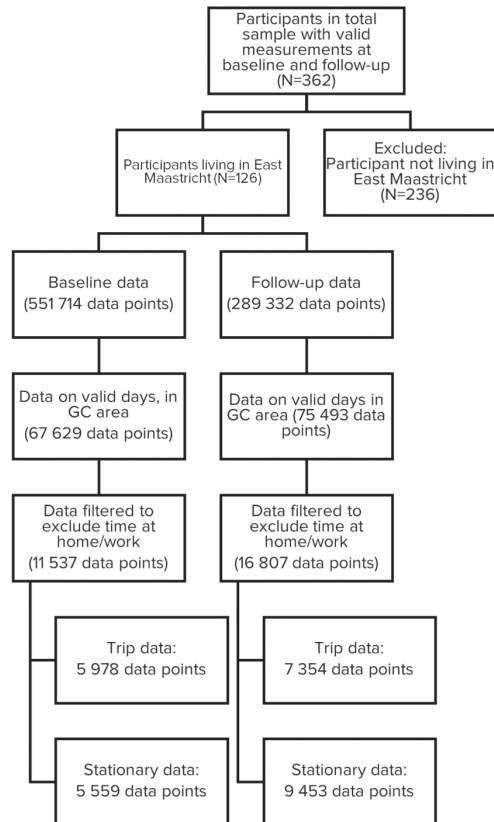 Participants in total
sample with valid
measurements at
baseline and follow-up
(N=362)
Participants living in East
Maastricht (N=126)
Excluded:
Participant not living in
East Maastricht
(N=236)
Baseline data
(551 714 data points)
Follow-up data
(289 332 data points)
Data on valid days, in
GC area
(67 629 data points)
Data on valid days in
GC area (75 493 data
points)
Data filtered to
exclude time at
home/work
(11 537 data points)
Data filtered to
exclude time at
home/work
(16 807 data points)
Trip data:
5 978 data points
Trip data:
7 354 data points
Stationary data:
5 559 data points
Stationary data:
9 453 data points